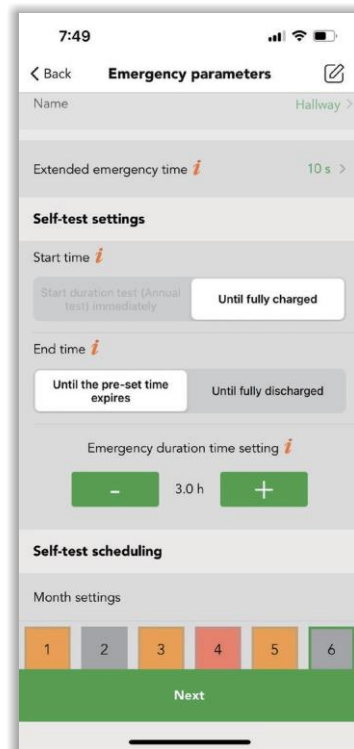 7:49
Back Emergency parameters
Name Hallway
Extended emergency time i 10 s
Self-test settings
Start time i
Start duration test (Annual
test) immediately
Until fully charged
End time i
Until the pre-set time
expires
Until fully discharged
Emergency duration time setting i
- 3.0 h +
Self-test scheduling
Month settings
1 2 3 4 5 6
Next